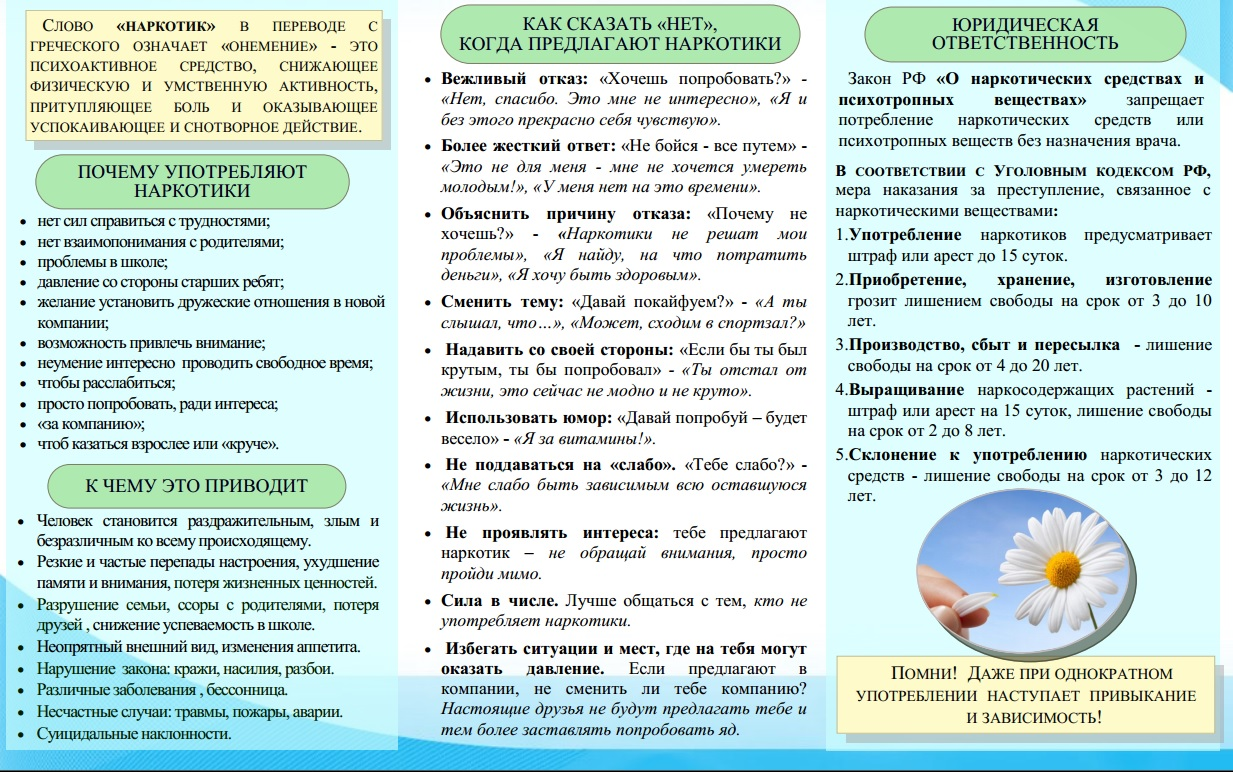 Слово «НАРКОТИК» в переводе с
греческого означает «онемение» - это
психоактивное средство, снижающее
физическую и умственную активность,
притупляющее боль и оказывающее
успокаивающее и снотворное действие.
ПОЧЕМУ УПОТРЕБЛЯЮТ
НАРКОТИКИ
• нет сил справиться с трудностями;
• нет взаимопонимания с родителями;
• проблемы в школе;
• давление со стороны старших ребят;
• желание установить дружеские отношения в новой
компании;
• возможность привлечь внимание;
• неумение интересно проводить свободное время;
• чтобы расслабиться;
• просто попробовать, ради интереса;
• «за компанию»;
• чтоб казаться взрослее или «круче».
К ЧЕМУ ЭТО ПРИВОДИТ
• Человек становится раздражительным, злым и
безразличным ко всему происходящему.
• Резкие и частые перепады настроения, ухудшение
памяти и внимания, потеря жизненных ценностей.
• Разрушение семьи, ссоры с родителями, потеря
друзей , снижение успеваемость в школе.
• Неопрятный внешний вид, изменения аппетита.
• Нарушение закона: кражи, насилия, разбои.
• Различные заболевания , бессонница.
• Несчастные случаи: травмы, пожары, аварии.
• Суицидальные наклонности.
КАК СКАЗАТЬ «НЕТ»,
КОГДА ПРЕДЛАГАЮТ НАРКОТИКИ
• Вежливый отказ: «Хочешь попробовать?» -
«Нет, спасибо. Это мне не интересно», «Я и
без этого прекрасно себя чувствую».
• Более жесткий ответ: «Не бойся - все путем» -
«Это не для меня - мне не хочется умереть
молодым!», «У меня нет на это времени».
• Объяснить причину отказа: «Почему не
хочешь?» - «Наркотики не решат мои
проблемы», «Я найду, на что потратить
деньги», «Я хочу быть здоровым».
• Сменить тему: «Давай покайфуем?» - «А ты
слышал, что…», «Может, сходим в спортзал?»
• Надавить со своей стороны: «Если бы ты был
крутым, ты бы попробовал» - «Ты отстал от
жизни, это сейчас не модно и не круто».
• Использовать юмор: «Давай попробуй – будет
весело» - «Я за витамины!».
• Не поддаваться на «слабо». «Тебе слабо?» -
«Мне слабо быть зависимым всю оставшуюся
жизнь».
• Не проявлять интереса: тебе предлагают
наркотик – не обращай внимания, просто
пройди мимо.
• Сила в числе. Лучше общаться с тем, кто не
употребляет наркотики.
• Избегать ситуации и мест, где на тебя могут
оказать давление. Если предлагают в
компании, не сменить ли тебе компанию?
Настоящие друзья не будут предлагать тебе и
тем более заставлять попробовать яд.
ЮРИДИЧЕСКАЯ
ОТВЕТСТВЕННОСТЬ
Закон РФ «О наркотических средствах и
психотропных веществах» запрещает
потребление наркотических средств или
психотропных веществ без назначения врача.
В соответствии с Уголовным кодексом РФ,
мера наказания за преступление, связанное с
наркотическими веществами:
1.Употребление наркотиков предусматривает
штраф или арест до 15 суток.
2.Приобретение, хранение, изготовление
грозит лишением свободы на срок от 3 до 10
лет.
3.Производство, сбыт и пересылка - лишение
свободы на срок от 4 до 20 лет.
4.Выращивание наркосодержащих растений -
штраф или арест на 15 суток, лишение свободы
на срок от 2 до 8 лет.
5.Склонение к употреблению наркотических
средств - лишение свободы на срок от 3 до 12
лет.
Помни! Даже при однократном
употреблении наступает привыкание
и зависимость!